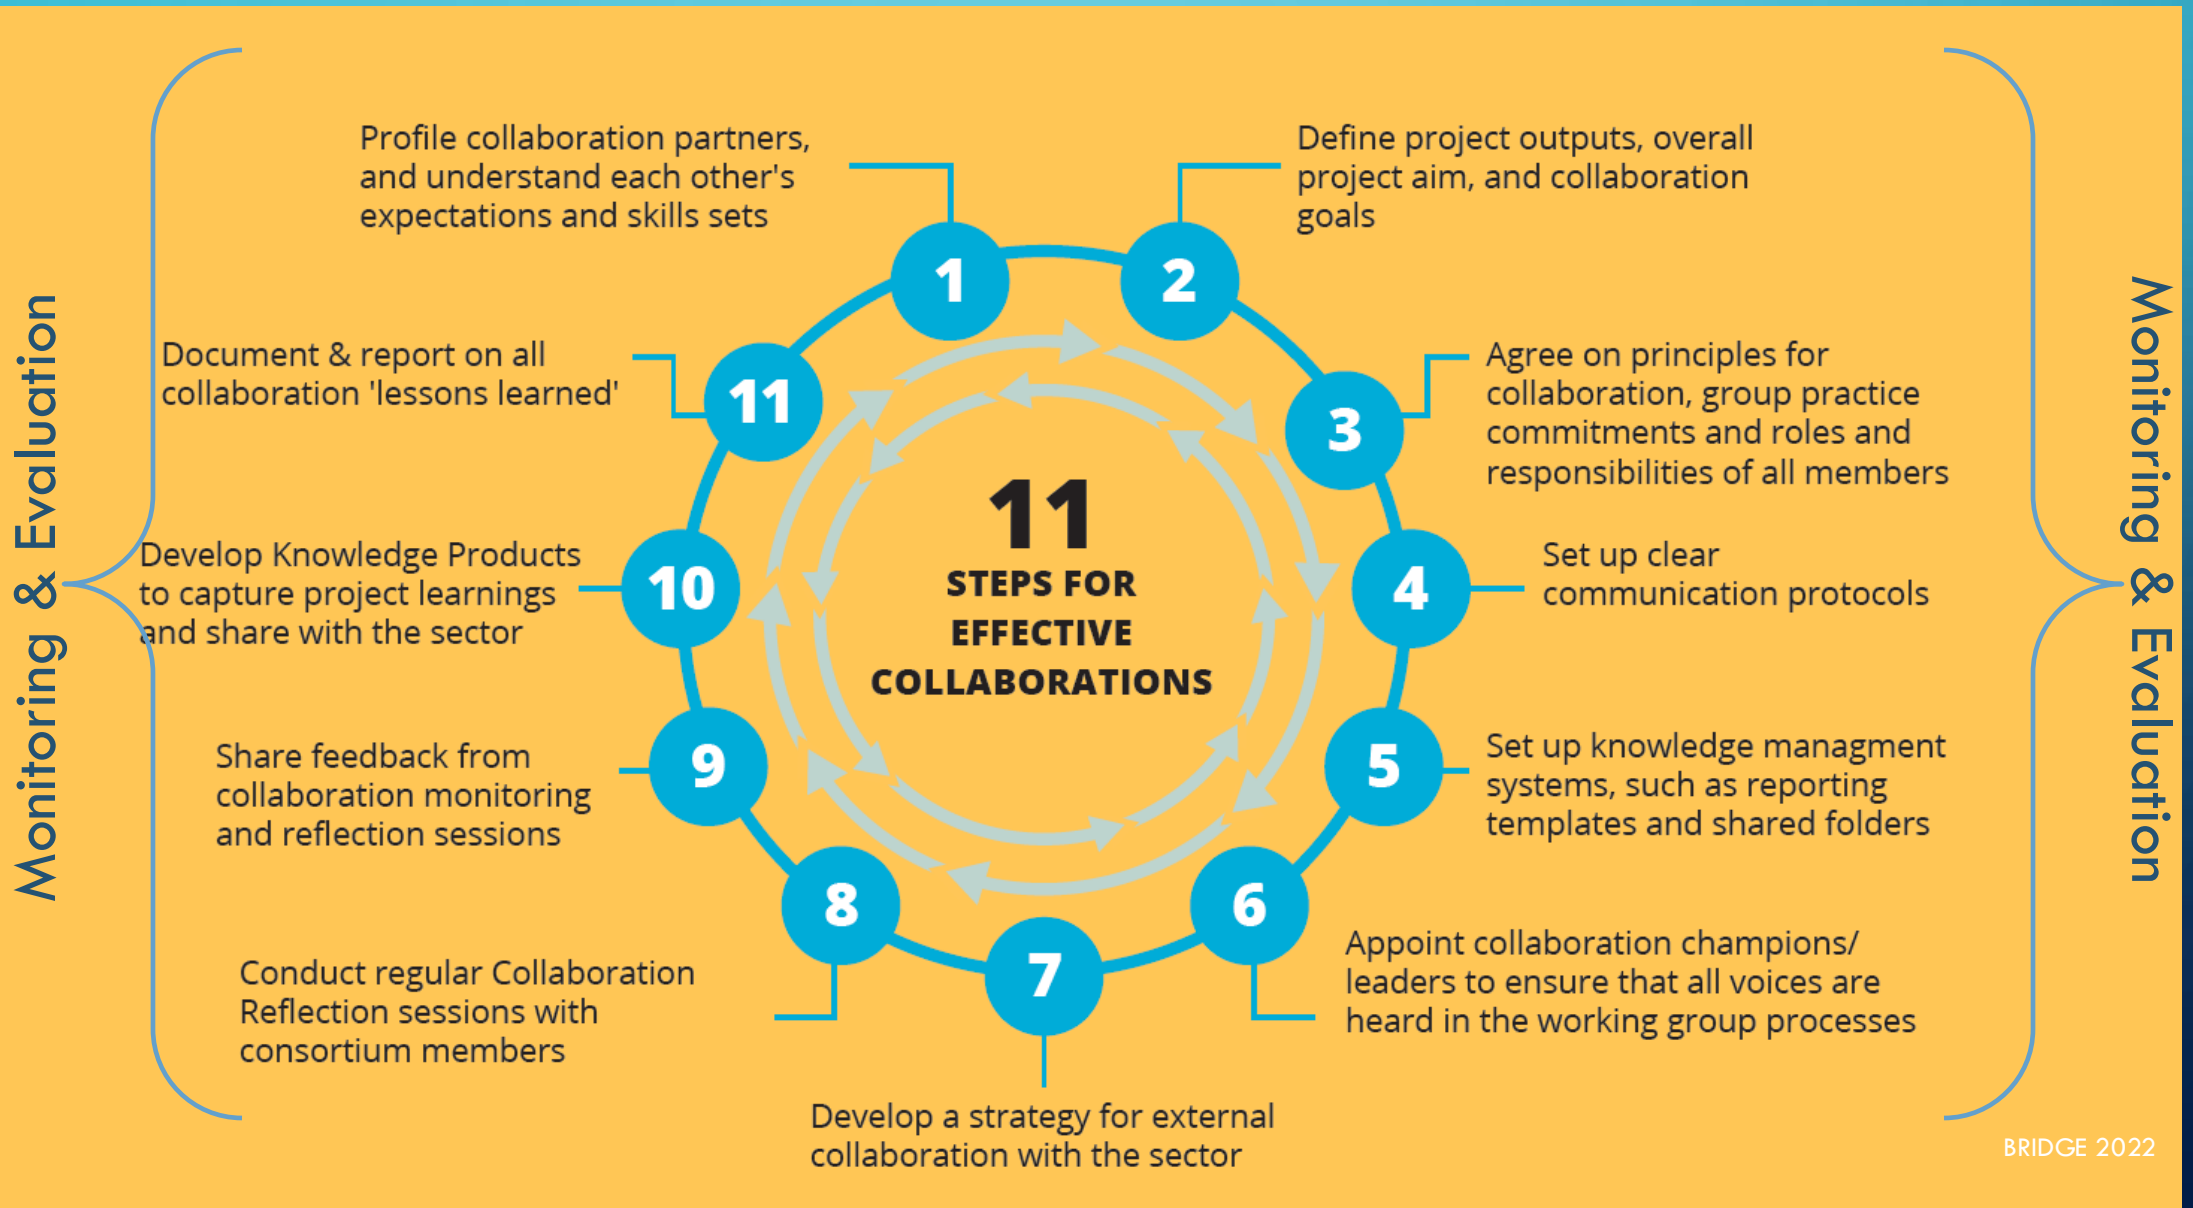 Monitoring & Evaluation
Profile collaboration partners,
and understand each other's
expectations and skills sets
1
Define project outputs, overall
project aim, and collaboration
goals
2
Agree on principles for
collaboration, group practice
commitments and roles and
responsibilities of all members
3
Set up clear
communication protocols
4
Set up knowledge managment
systems, such as reporting
templates and shared folders
5
Appoint collaboration champions/
leaders to ensure that all voices are
heard in the working group processes
6
Develop a strategy for external
collaboration with the sector
7
Conduct regular Collaboration
Reflection sessions with
consortium members
8
Share feedback from
collaboration monitoring
and reflection sessions
9
Develop Knowledge Products
to capture project learnings
and share with the sector
10
Document & report on all
collaboration 'lessons learned'
11
11
STEPS FOR
EFFECTIVE
COLLABORATIONS
Monitoring & Evaluation
BRIDGE 2022